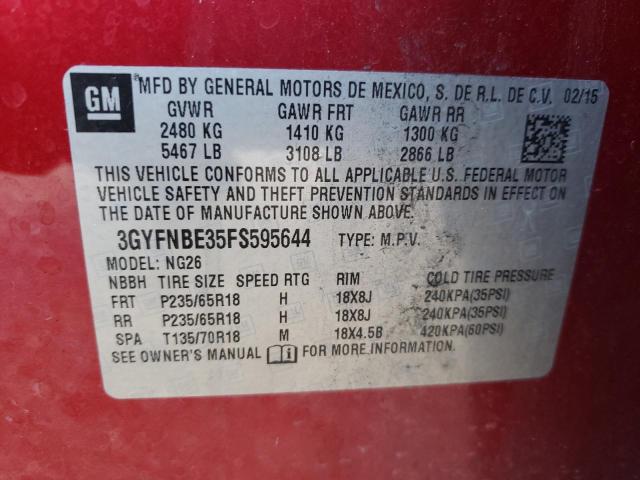 GM
MFD BY GENERAL MOTORS DE MEXICO, S. DE R.L. DE C.V. 02/15
GVWR GAWR FRT GAWR RR
2480 KG 1410 KG 1300 KG
5467 LB 3108 LB 2866 LB
THIS VEHICLE CONFORMS TO ALL APPLICABLE U.S. FEDERAL MOTOR
VEHICLE SAFETY AND THEFT PREVENTION STANDARDS IN EFFECT ON
THE DATE OF MANUFACTURE SHOWN ABOVE.
3GYFNBE35FS595644 TYPE: M.P.V.
MODEL: NG26
NBBH TIRE SIZE SPEED RTG RIM COLD TIRE PRESSURE
FRT P235/65R18 H 18X8J 240KPA(35PSI)
RR P235/65R18 H 18X8J 240KPA(35PSI)
SPA T135/70R18 M 18X4.5B 420KPA(60PSI)
SEE OWNER'S MANUAL i FOR MORE INFORMATION.